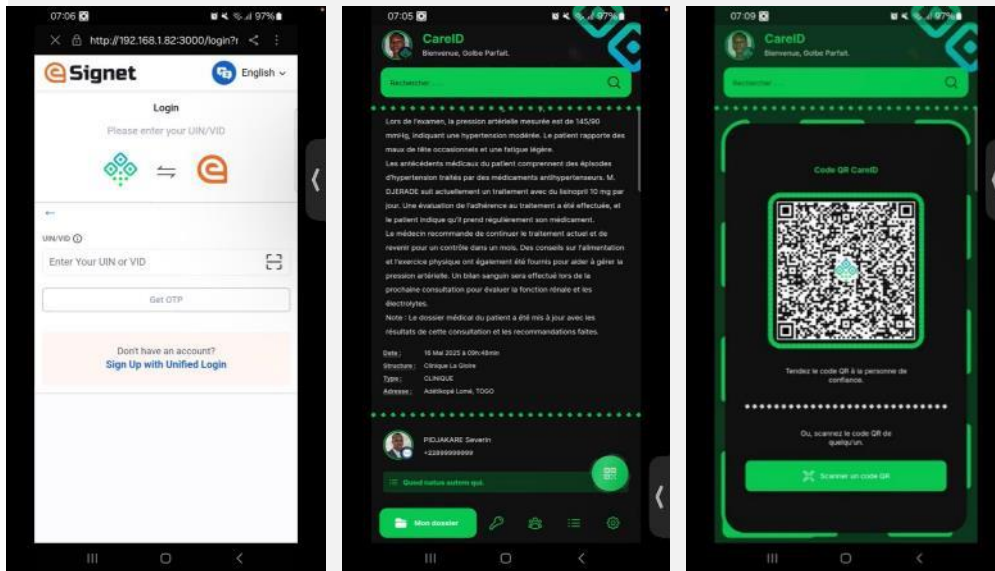 07:06
97%
http://192.168.1.82:3000/login?r
Signet
English
Login
Please enter your UIN/VID
UIN/VID
Enter Your UIN or VID
Get OTP
Don't have an account?
Sign Up with Unified Login
07:05
97%
CareID
Bienvenue, Golbe Parfait.
Rechercher ...
Lors de l'examen, la pression artérielle mesurée est de 145/90
mmHg, indiquant une hypertension modérée. Le patient rapporte des
maux de tête occasionnels et une fatigue légère.
Les antécédents médicaux du patient comprennent des épisodes
d'hypertension traités par des médicaments antihypertenseurs. M.
DJERADE suit actuellement un traitement avec du lisinopril 10 mg par
jour. Une évaluation de l'adhérence au traitement a été effectuée, et
le patient indique qu'il prend régulièrement son médicament.
Le médecin recommande de continuer le traitement actuel et de
revenir pour un contrôle dans un mois. Des conseils sur l'alimentation
et l'exercice physique ont également été fournis pour aider à gérer la
pression artérielle. Un bilan sanguin sera effectué lors de la
prochaine consultation pour évaluer la fonction rénale et les
électrolytes.
Note : Le dossier médical du patient a été mis à jour avec les
résultats de cette consultation et les recommandations faites.
Date : 16 Mai 2025 à 09h:48min
Structure : Clinique La Gloire
Type : CLINIQUE
Adresse : Adétikopé Lomé, TOGO
PIDJAKARE Severin
+22899999999
Quod natus autem qui.
Mon dossier
07:09
97%
CareID
Bienvenue, Golbe Parfait.
Rechercher ...
Code QR CareID
Tendez le code QR à la personne de
confiance.
Ou, scannez le code QR de
quelqu'un.
Scanner un code QR